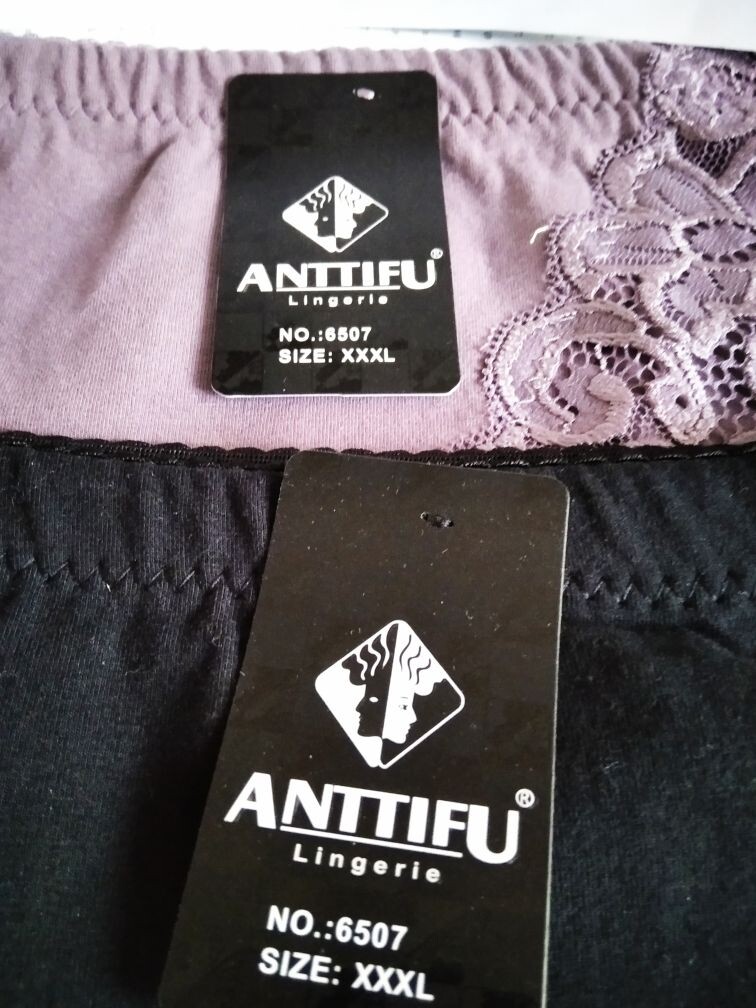 ANTTIFU®
Lingerie
NO.:6507
SIZE: XXXL
ANTTIFU®
Lingerie
NO.:6507
SIZE: XXXL